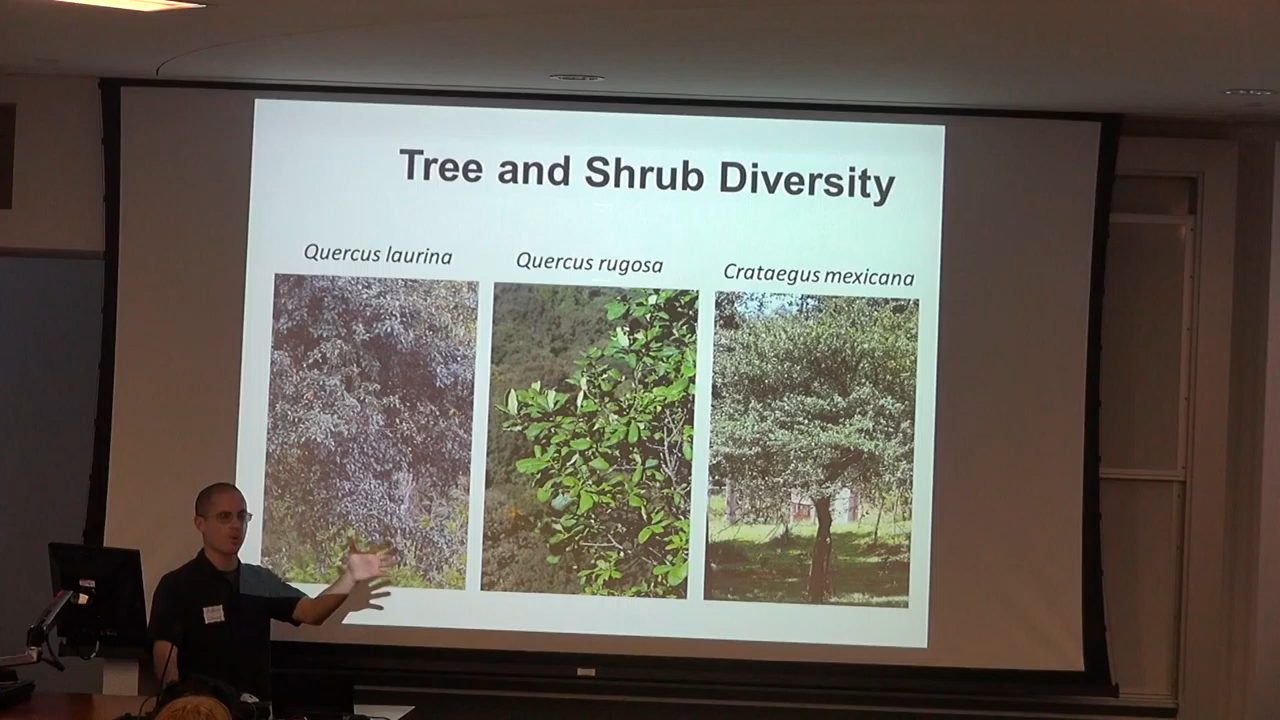 Tree and Shrub Diversity
Quercus laurina
Quercus rugosa
Crataegus mexicana